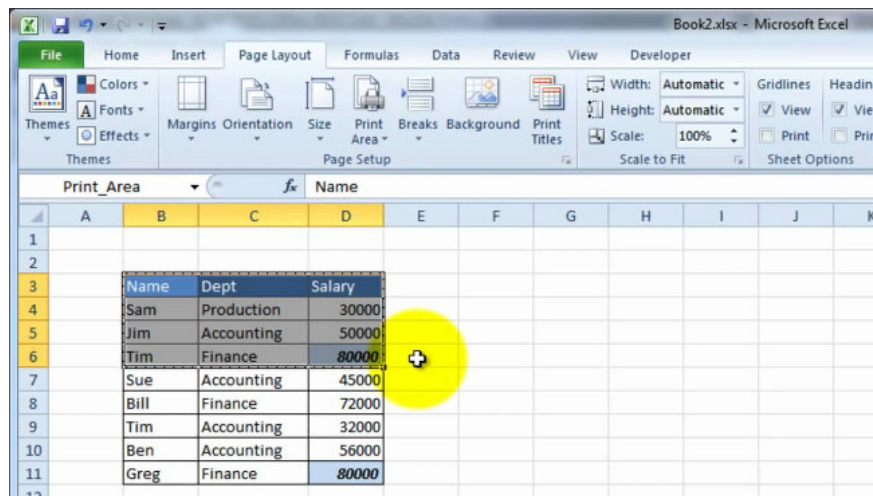 Book2.xlsx - Microsoft Excel
File Home Insert Page Layout Formulas Data Review View Developer
Colors Width: Automatic Gridlines
Aa Fonts Height: Automatic View
Themes Effects Margins Orientation Size Print Area Breaks Background Print Titles Scale: 100% Print
Themes Page Setup Scale to Fit Sheet Options
Print_Area fx Name
A B C D E F G H I J
1
2
3 Name Dept Salary
4 Sam Production 30000
5 Jim Accounting 50000
6 Tim Finance 80000
7 Sue Accounting 45000
8 Bill Finance 72000
9 Tim Accounting 32000
10 Ben Accounting 56000
11 Greg Finance 80000